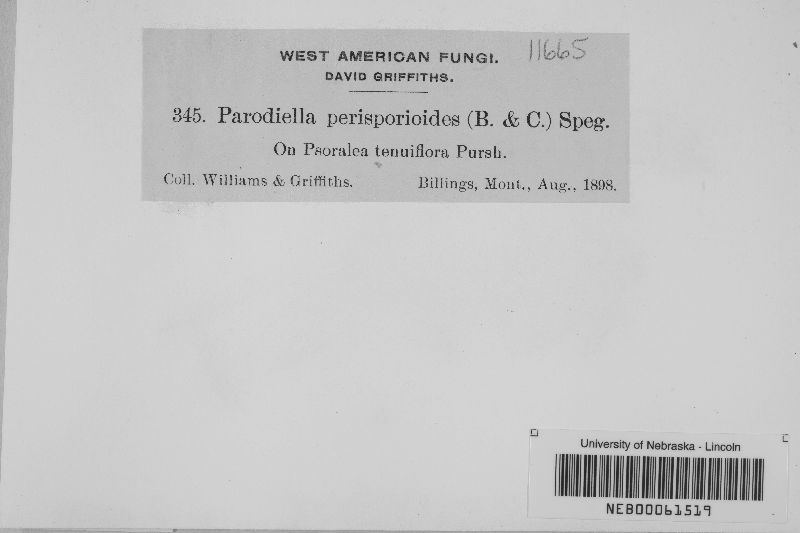 WEST AMERICAN FUNGI. 11665
DAVID GRIFFITHS.
345. Parodiella perisporioides (B. & C.) Speg.
On Psoralea tenuiflora Pursh.
Coll. Williams & Griffiths. Billings, Mont., Aug., 1898.
University of Nebraska - Lincoln
NEB00061519